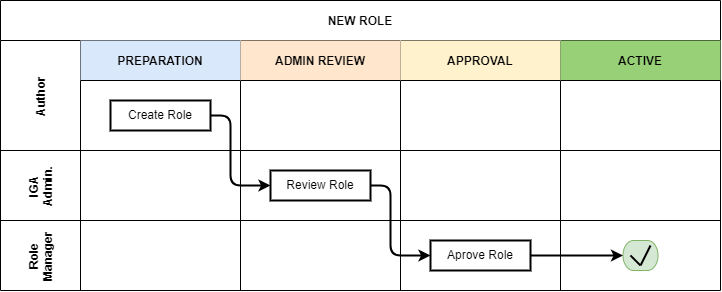 NEW ROLE
PREPARATION
ADMIN REVIEW
APPROVAL
ACTIVE
Author
Create Role
IGA
Admin.
Review Role
Role
Manager
Aprove Role